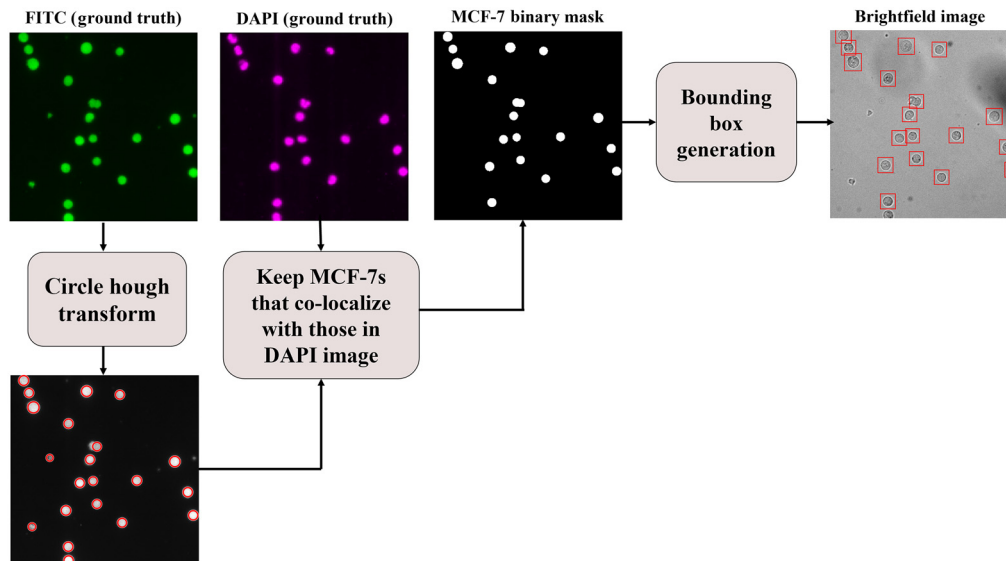 FITC (ground truth)
DAPI (ground truth)
MCF-7 binary mask
Brightfield image
Bounding
box
generation
Circle hough
transform
Keep MCF-7s
that co-localize
with those in
DAPI image